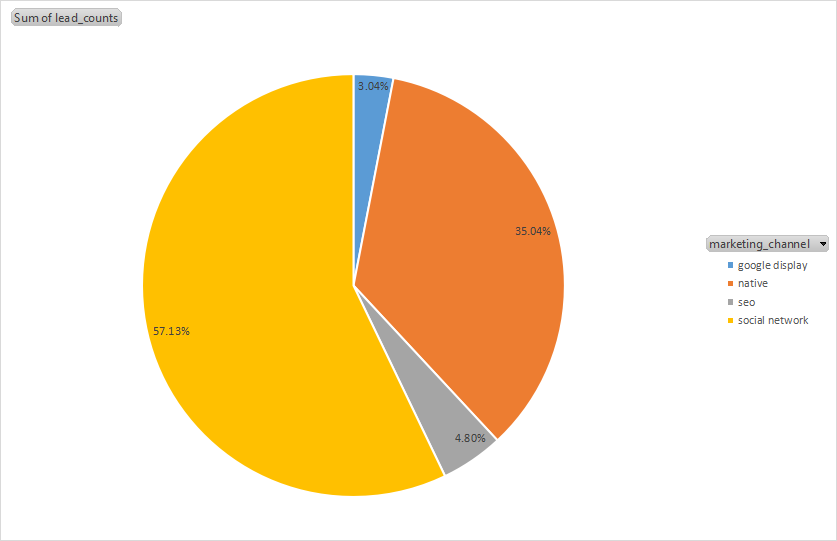 Sum of lead_counts
3.04%
35.04%
57.13%
4.80%
marketing_channel
google display
native
seo
social network